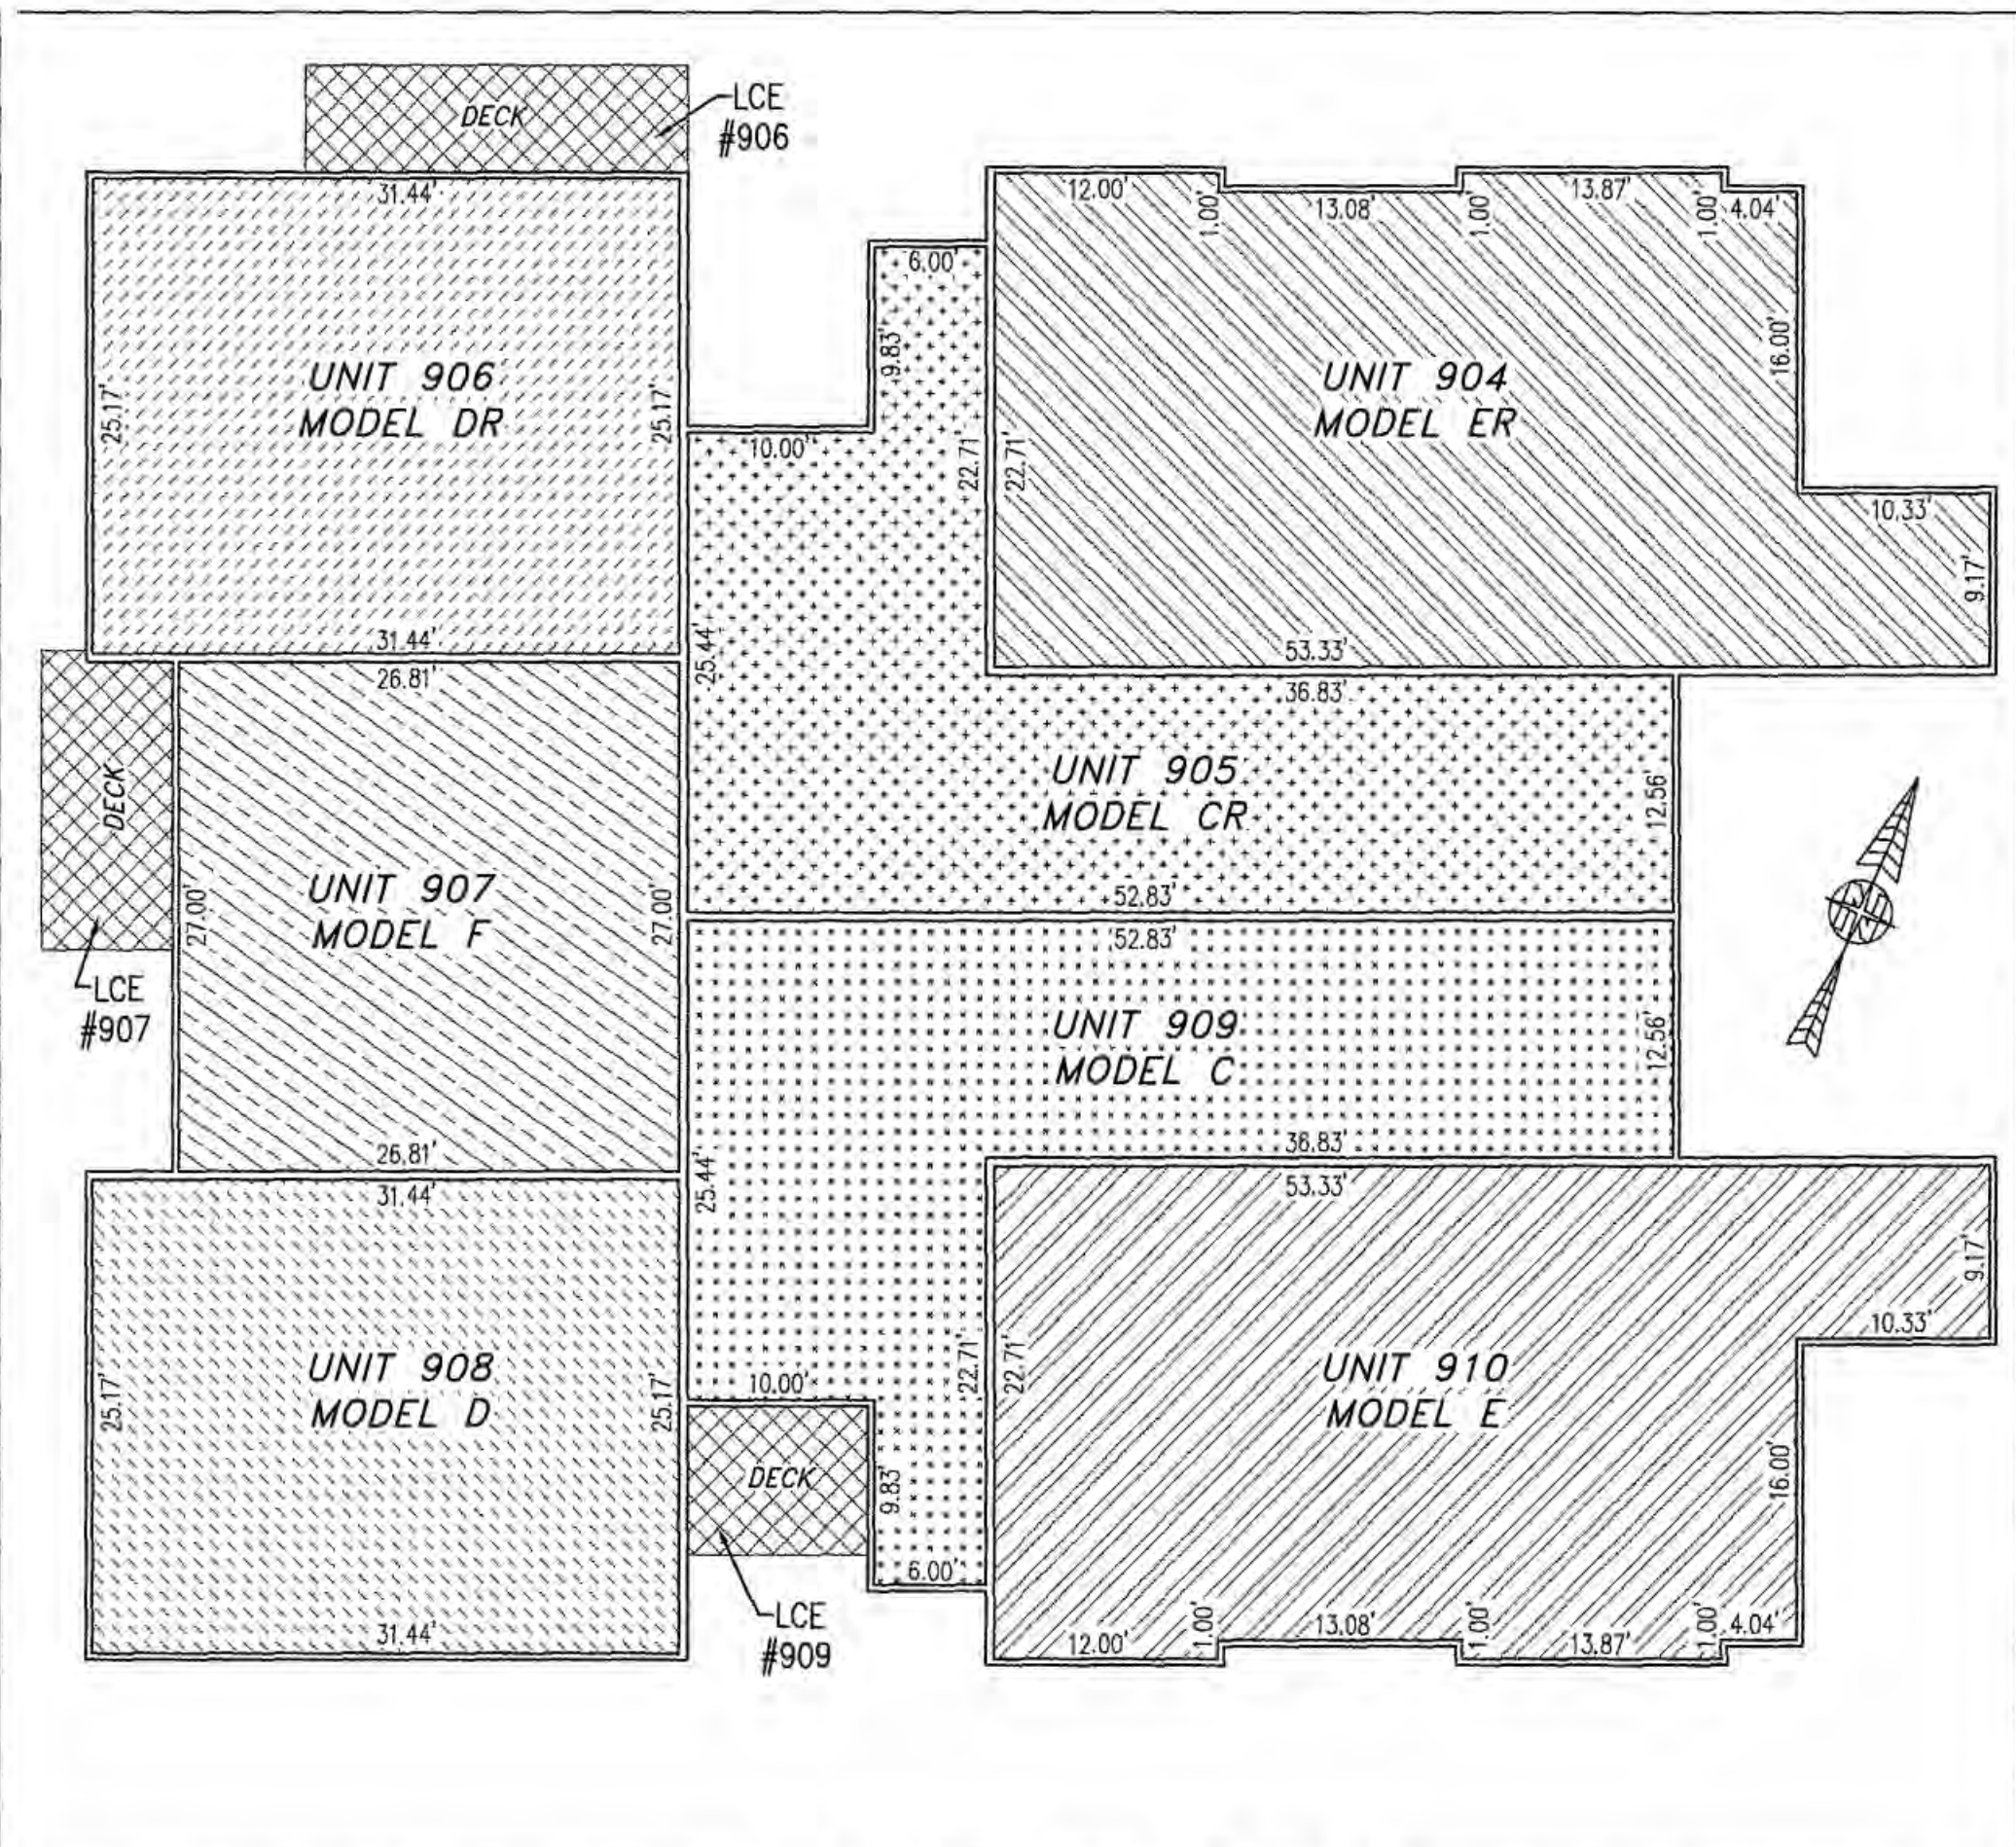 DECK
LCE
#906
31.44'
25.17'
UNIT 906
MODEL DR
25.17'
31.44'
12.00'
1.00'
13.08'
1.00'
13.87'
1.00'
4.04'
6.00'
9.83'
10.00'
22.71'
22.71'
UNIT 904
MODEL ER
16.00'
10.33'
9.17'
53.33'
DECK
LCE
#907
26.81'
27.00'
UNIT 907
MODEL F
27.00'
26.81'
25.44'
36.83'
UNIT 905
MODEL CR
12.56'
52.83'
52.83'
UNIT 909
MODEL C
12.56'
36.83'
25.44'
10.00'
22.71'
9.83'
6.00'
31.44'
25.17'
UNIT 908
MODEL D
25.17'
31.44'
DECK
LCE
#909
53.33'
22.71'
UNIT 910
MODEL E
9.17'
10.33'
16.00'
12.00'
1.00'
13.08'
1.00'
13.87'
1.00'
4.04'